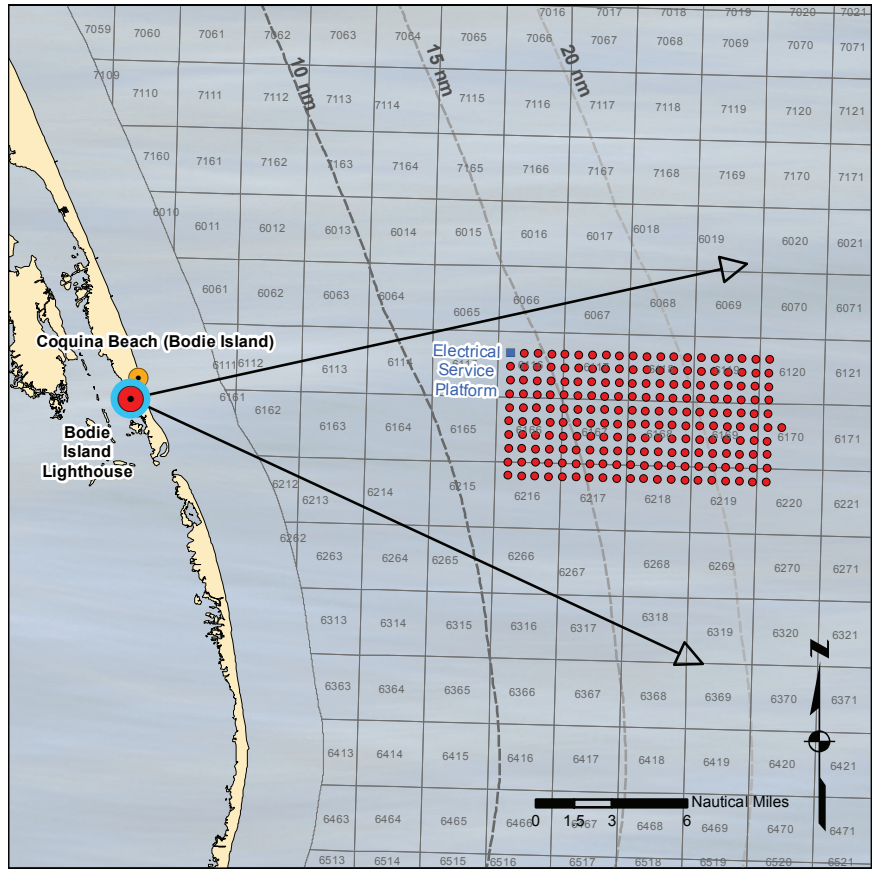 7016 7017 7018 7019 7020 7021
7059 7060 7061 7062 7063 7064 7065 7066 7067 7068 7069 7070 7071
10 nm
15 nm
20 nm
7109 7110 7111 7112 7113 7114 7115 7116 7117 7118 7119 7120 7121
7160 7161 7162 7163 7164 7165 7166 7167 7168 7169 7170 7171
6010 6011 6012 6013 6014 6015 6016 6017 6018 6019 6020 6021
6061 6062 6063 6064 6065 6066 6067 6068 6069 6070 6071
Coquina Beach (Bodie Island)
Electrical
Service
Platform
6111 6112 6113 6114 6116 6117 6118 6119 6120 6121
Bodie
Island
Lighthouse
6161 6162 6163 6164 6165 6166 6167 6168 6169 6170 6171
6212 6213 6214 6215 6216 6217 6218 6219 6220 6221
6262 6263 6264 6265 6266 6267 6268 6269 6270 6271
6313 6314 6315 6316 6317 6318 6319 6320 6321
N
6363 6364 6365 6366 6367 6368 6369 6370 6371
6413 6414 6415 6416 6417 6418 6419 6420 6421
Nautical Miles
0 1.5 3 6
6463 6464 6465 6466 6467 6468 6469 6470 6471
6513 6514 6515 6516 6517 6518 6519 6520 6521